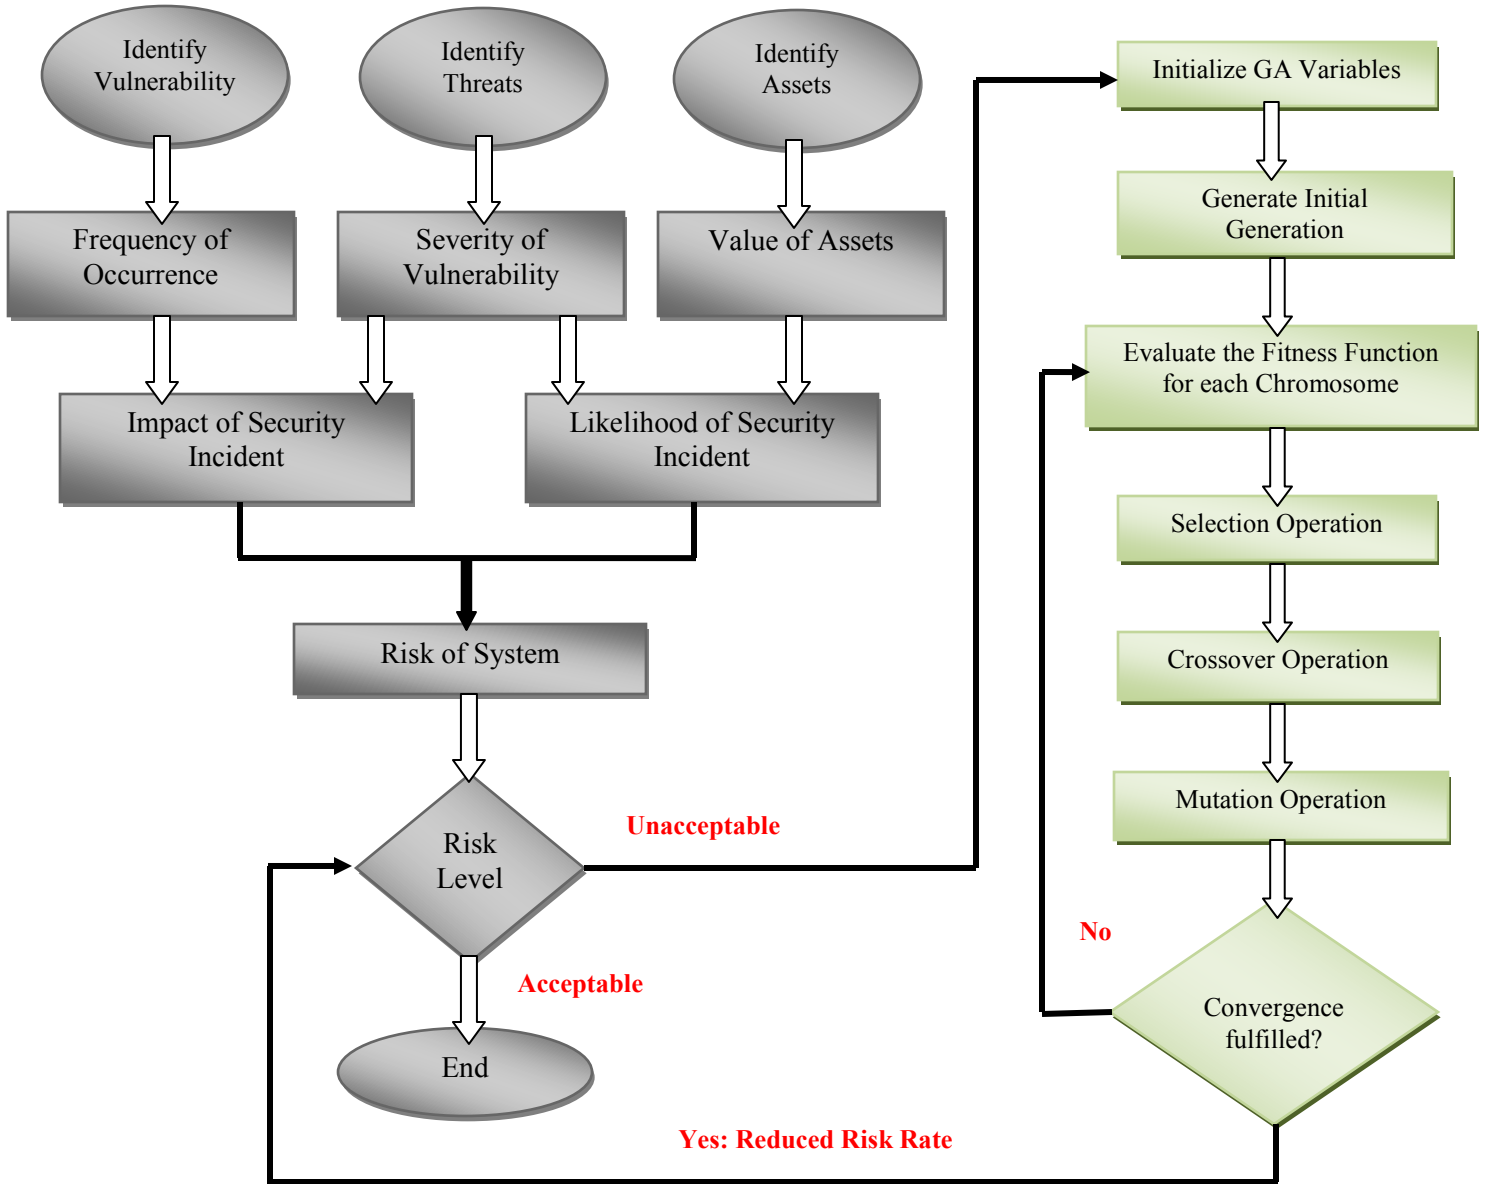 Identify
Vulnerability
Identify
Threats
Identify
Assets
Frequency of
Occurrence
Severity of
Vulnerability
Value of Assets
Impact of Security
Incident
Likelihood of Security
Incident
Risk of System
Risk
Level
Unacceptable
Acceptable
End
Yes: Reduced Risk Rate
Initialize GA Variables
Generate Initial
Generation
Evaluate the Fitness Function
for each Chromosome
Selection Operation
Crossover Operation
Mutation Operation
No
Convergence
fulfilled?